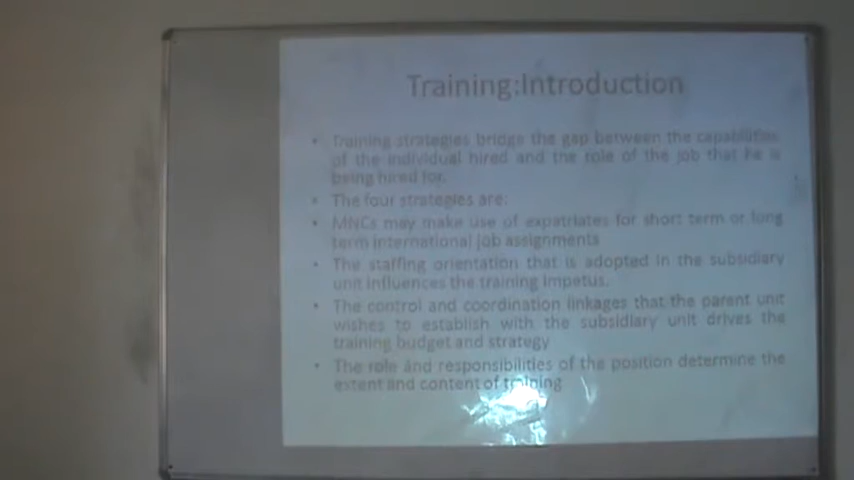 Training:Introduction
• Training strategies bridge the gap between the capabilities
of the individual hired and the role of the job that he is
being hired for.
• The four strategies are:
• MNCs may make use of expatriates for short term or long
term international job assignments
• The staffing orientation that is adopted in the subsidiary
unit influences the training impetus.
• The control and coordination linkages that the parent unit
wishes to establish with the subsidiary unit drives the
training budget and strategy
• The role and responsibilities of the position determine the
extent and content of training